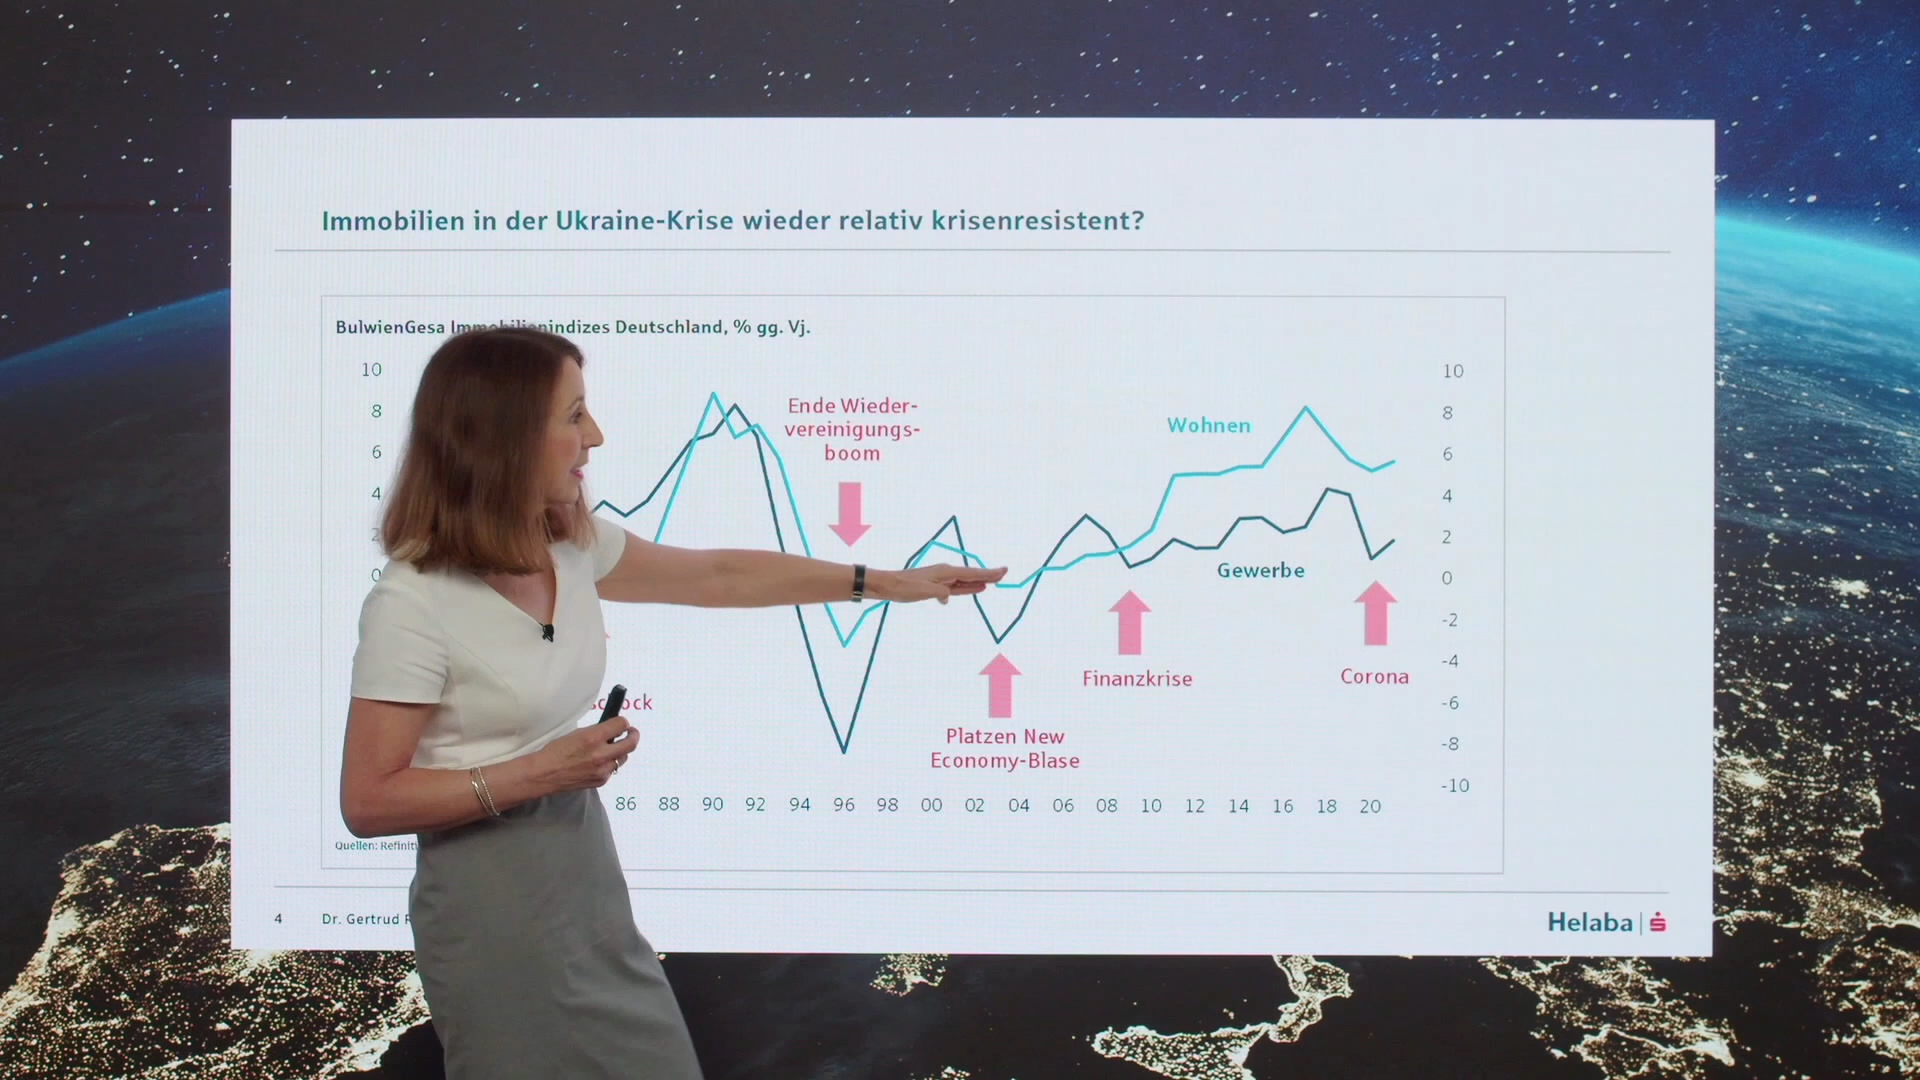 Immobilien in der Ukraine-Krise wieder relativ krisenresistent?
BulwienGesa Immobilienindizes Deutschland, % gg. Vj.
10
8
6
4
2
0
10
8
6
4
2
0
-2
-4
-6
-8
-10
Ende Wieder-
vereinigungs-
boom
Wohnen
Gewerbe
Finanzkrise
Corona
Platzen New
Economy-Blase
86 88 90 92 94 96 98 00 02 04 06 08 10 12 14 16 18 20
Quellen:
4
Dr. Gertrud
Helaba